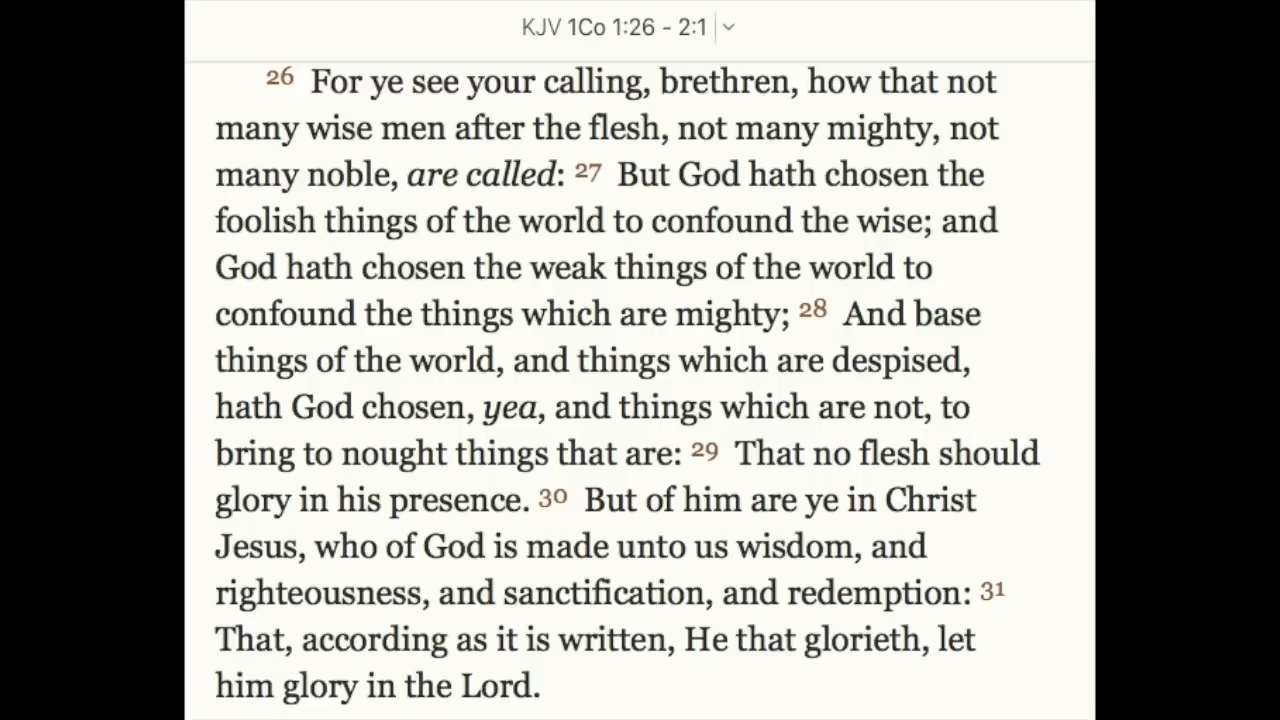 KJV 1Co 1:26 - 2:1
26 For ye see your calling, brethren, how that not
many wise men after the flesh, not many mighty, not
many noble, are called: 27 But God hath chosen the
foolish things of the world to confound the wise; and
God hath chosen the weak things of the world to
confound the things which are mighty; 28 And base
things of the world, and things which are despised,
hath God chosen, yea, and things which are not, to
bring to nought things that are: 29 That no flesh should
glory in his presence. 30 But of him are ye in Christ
Jesus, who of God is made unto us wisdom, and
righteousness, and sanctification, and redemption: 31
That, according as it is written, He that glorieth, let
him glory in the Lord.